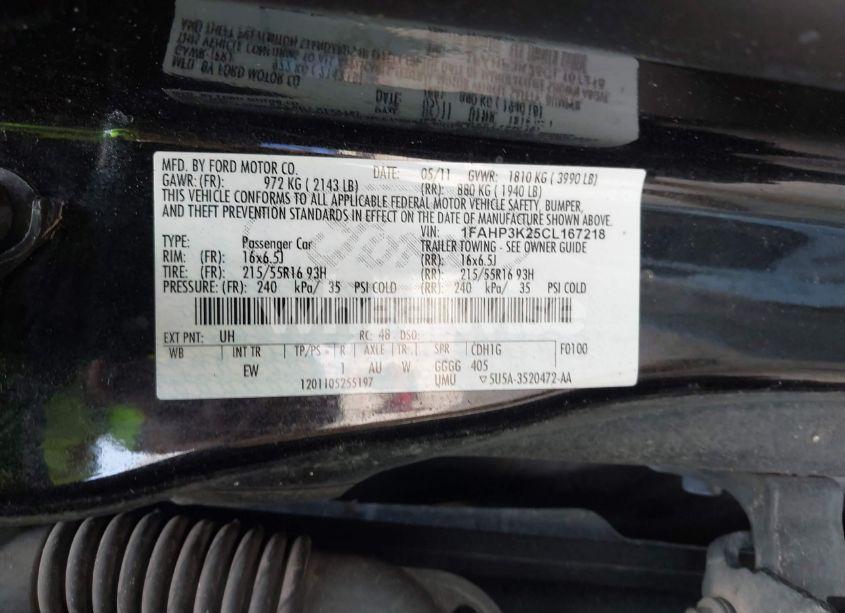 MFD. BY FORD MOTOR CO. DATE: 05/11 GVWR: 1810 KG ( 3990 LB)
GAWR: (FR): 972 KG ( 2143 LB) (RR): 880 KG ( 1940 LB)
THIS VEHICLE CONFORMS TO ALL APPLICABLE FEDERAL MOTOR VEHICLE SAFETY, BUMPER,
AND THEFT PREVENTION STANDARDS IN EFFECT ON THE DATE OF MANUFACTURE SHOWN ABOVE.
VIN: 1FAHP3K25CL167218
TYPE: Passenger Car TRAILER TOWING - SEE OWNER GUIDE
RIM: (FR): 16x6.5J (RR): 16x6.5J
TIRE: (FR): 215/55R16 93H (RR): 215/55R16 93H
PRESSURE: (FR): 240 kPa/ 35 PSI COLD (RR): 240 kPa/ 35 PSI COLD
EXT PNT: UH RC: 48 DSO:
WB INT TR TP/PS R AXLE TR SPR CDH1G F0100
EW 1 AU W GGGG 405
1201105255197 UMU ▽5U5A-3520472-AA